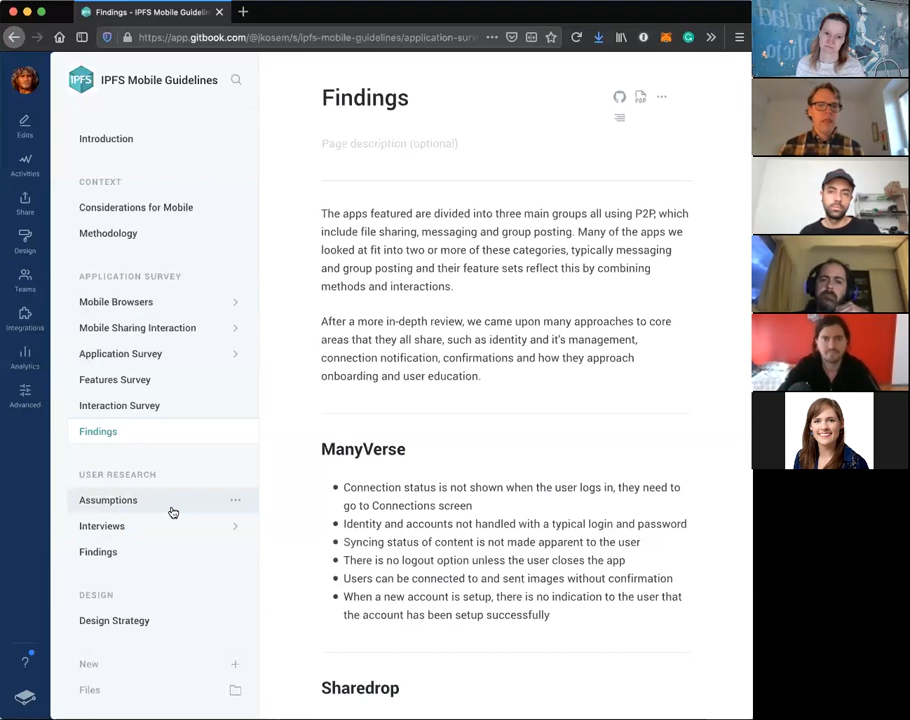 Findings - IPFS Mobile Guidelin
https://app.gitbook.com/@jkosem/s/ipfs-mobile-guidelines/application-surv
IPFS
IPFS Mobile Guidelines
Edits
Activities
Share
Design
Teams
Integrations
Analytics
Advanced
Introduction
CONTEXT
Considerations for Mobile
Methodology
APPLICATION SURVEY
Mobile Browsers
Mobile Sharing Interaction
Application Survey
Features Survey
Interaction Survey
Findings
USER RESEARCH
Assumptions
Interviews
Findings
DESIGN
Design Strategy
New
Files
Findings
PDF
Page description (optional)
The apps featured are divided into three main groups all using P2P, which
include file sharing, messaging and group posting. Many of the apps we
looked at fit into two or more of these categories, typically messaging
and group posting and their feature sets reflect this by combining
methods and interactions.
After a more in-depth review, we came upon many approaches to core
areas that they all share, such as identity and it's management,
connection notification, confirmations and how they approach
onboarding and user education.
ManyVerse
Connection status is not shown when the user logs in, they need to
go to Connections screen
Identity and accounts not handled with a typical login and password
Syncing status of content is not made apparent to the user
There is no logout option unless the user closes the app
Users can be connected to and sent images without confirmation
When a new account is setup, there is no indication to the user that
the account has been setup successfully
Sharedrop